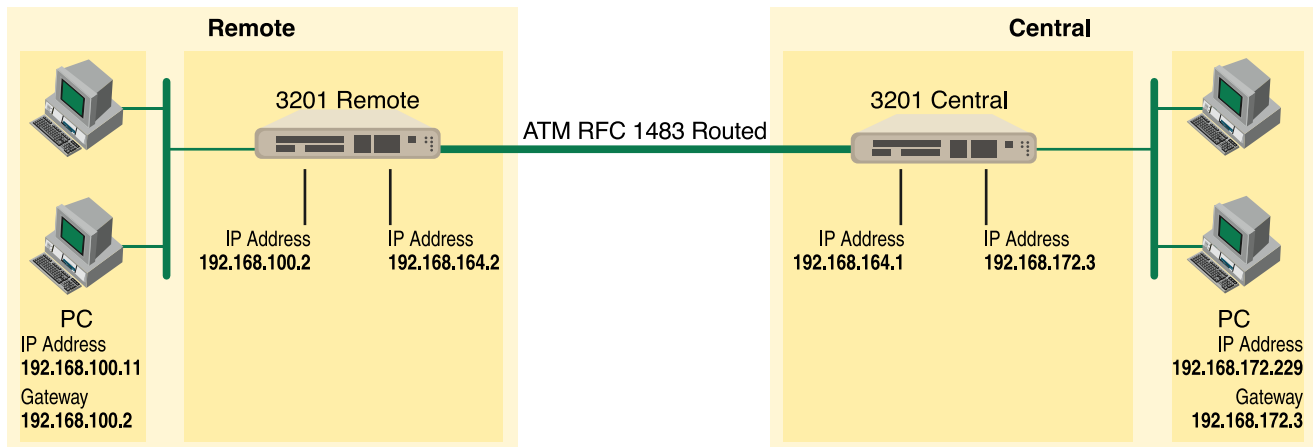 Remote
3201 Remote
IP Address
192.168.100.2
IP Address
192.168.164.2
PC
IP Address
192.168.100.11
Gateway
192.168.100.2
ATM RFC 1483 Routed
Central
3201 Central
IP Address
192.168.164.1
IP Address
192.168.172.3
PC
IP Address
192.168.172.229
Gateway
192.168.172.3